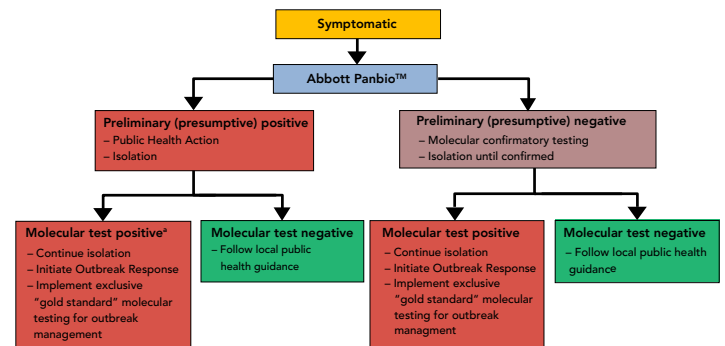 Symptomatic
Abbott Panbio™
Preliminary (presumptive) positive
– Public Health Action
– Isolation
Preliminary (presumptive) negative
– Molecular confirmatory testing
– Isolation until confirmed
Molecular test positiveª
– Continue isolation
– Initiate Outbreak Response
– Implement exclusive
"gold standard" molecular
testing for outbreak
management
Molecular test negative
– Follow local public
health guidance
Molecular test positive
– Continue isolation
– Initiate Outbreak Response
– Implement exclusive
"gold standard" molecular
testing for outbreak
managment
Molecular test negative
– Follow local public health
guidance